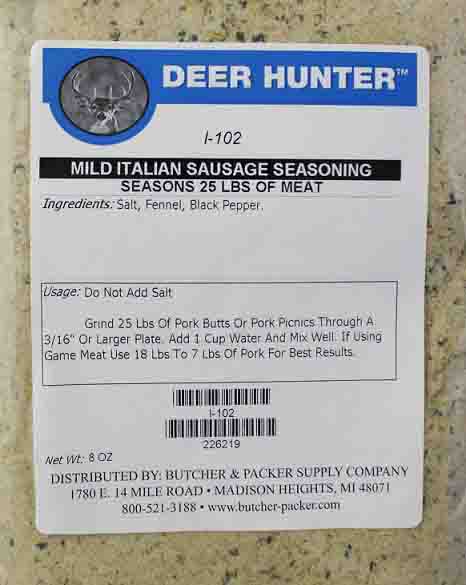 DEER HUNTER™
I-102
MILD ITALIAN SAUSAGE SEASONING
SEASONS 25 LBS OF MEAT
Ingredients: Salt, Fennel, Black Pepper.
Usage: Do Not Add Salt
Grind 25 Lbs Of Pork Butts Or Pork Picnics Through A
3/16" Or Larger Plate. Add 1 Cup Water And Mix Well. If Using
Game Meat Use 18 Lbs To 7 Lbs Of Pork For Best Results.
I-102
226219
Net Wt: 8 OZ
DISTRIBUTED BY: BUTCHER & PACKER SUPPLY COMPANY
1780 E. 14 MILE ROAD • MADISON HEIGHTS, MI 48071
800-521-3188 • www.butcher-packer.com